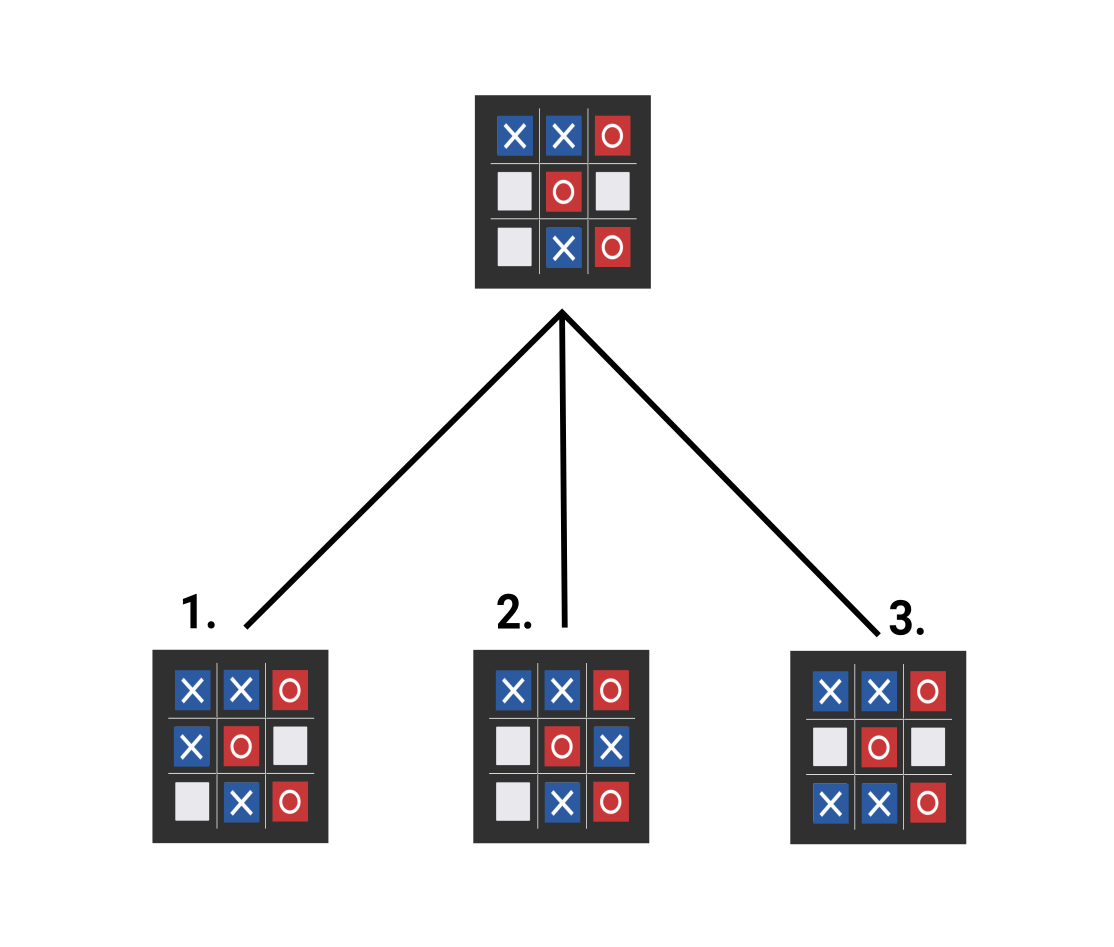 X X O
O
X O
1. 2. 3.
X X O X X O X X O
X O O X O
X O X O X X O